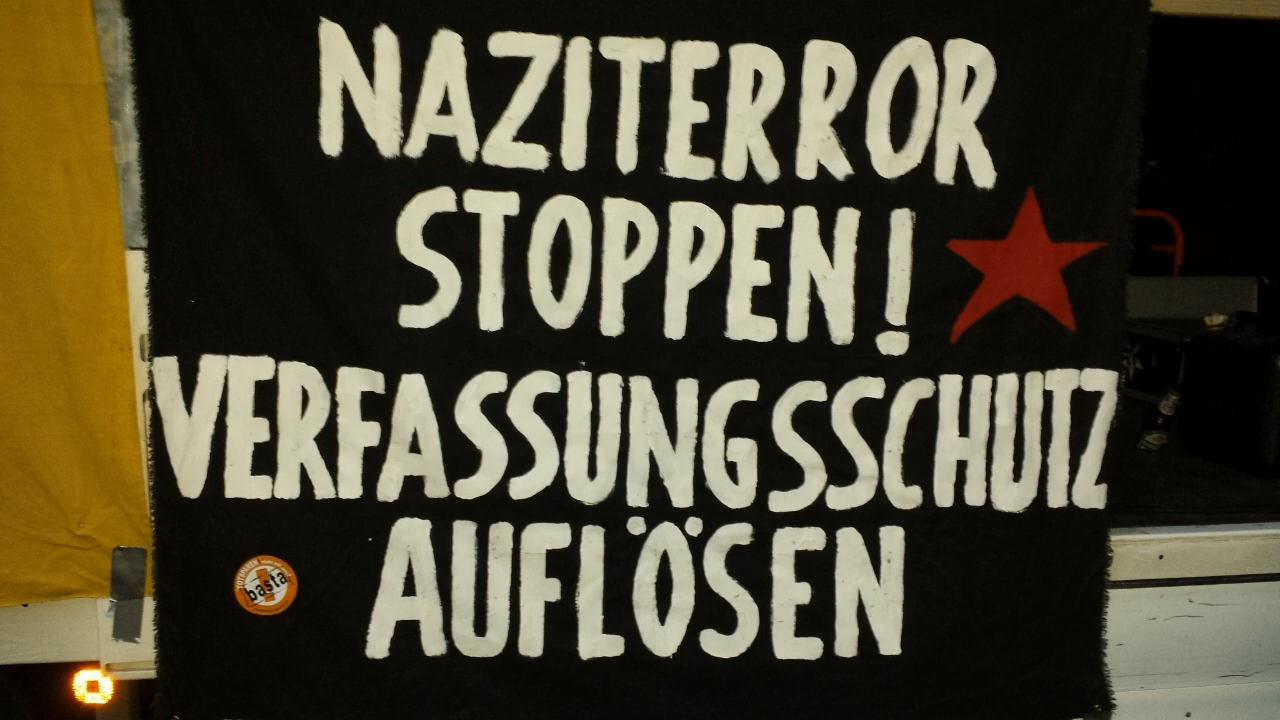 NAZITERROR
STOPPEN!
VERFASSUNGSSCHUTZ
AUFLÖSEN
basta